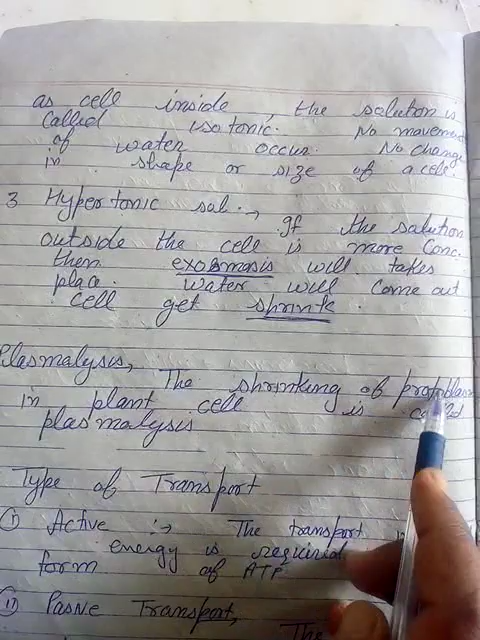 as cell inside, the solution is
called isotonic. No movement
of water occur. No change
in shape or size of a cell.
3 Hypertonic sol. →
If the solution
outside the cell is more Conc.
then exosmosis will takes
place. Water will come out
cell get shrink.
Plasmalysis, The shrinking of protoplasm
in plant cell is
plasmalysis
Type of Transport
(i) Active :→ The transport in
energy is required
form of ATP
(ii) Pasive Transport,
The